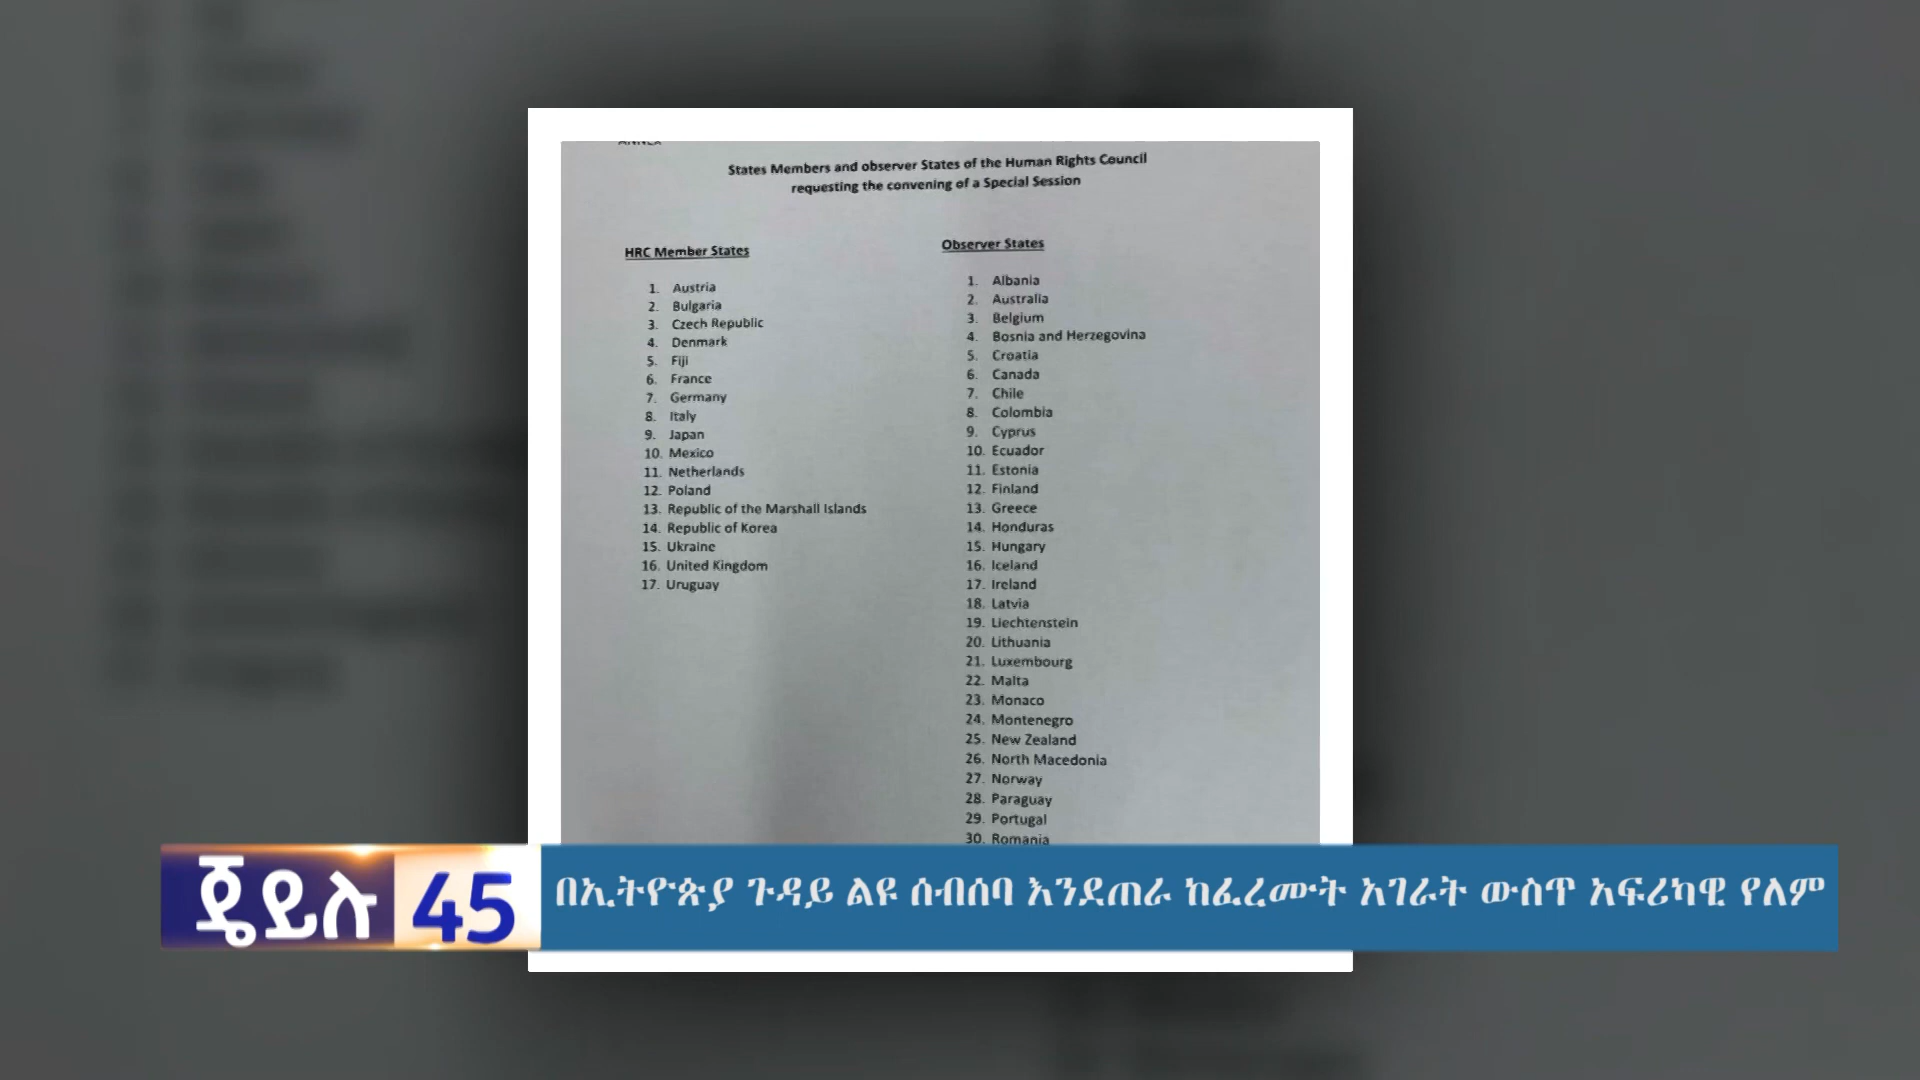 ANNEX
States Members and observer States of the Human Rights Council
requesting the convening of a Special Session
HRC Member States
1. Austria
2. Bulgaria
3. Czech Republic
4. Denmark
5. Fiji
6. France
7. Germany
8. Italy
9. Japan
10. Mexico
11. Netherlands
12. Poland
13. Republic of the Marshall Islands
14. Republic of Korea
15. Ukraine
16. United Kingdom
17. Uruguay
Observer States
1. Albania
2. Australia
3. Belgium
4. Bosnia and Herzegovina
5. Croatia
6. Canada
7. Chile
8. Colombia
9. Cyprus
10. Ecuador
11. Estonia
12. Finland
13. Greece
14. Honduras
15. Hungary
16. Iceland
17. Ireland
18. Latvia
19. Liechtenstein
20. Lithuania
21. Luxembourg
22. Malta
23. Monaco
24. Montenegro
25. New Zealand
26. North Macedonia
27. Norway
28. Paraguay
29. Portugal
30. Romania
ጄይሉ 45
በኢትዮጵያ ጉዳይ ልዩ ሰብሰባ እንደጠራ ከፈረሙት አገራት ውስጥ አፍሪካዊ የለም